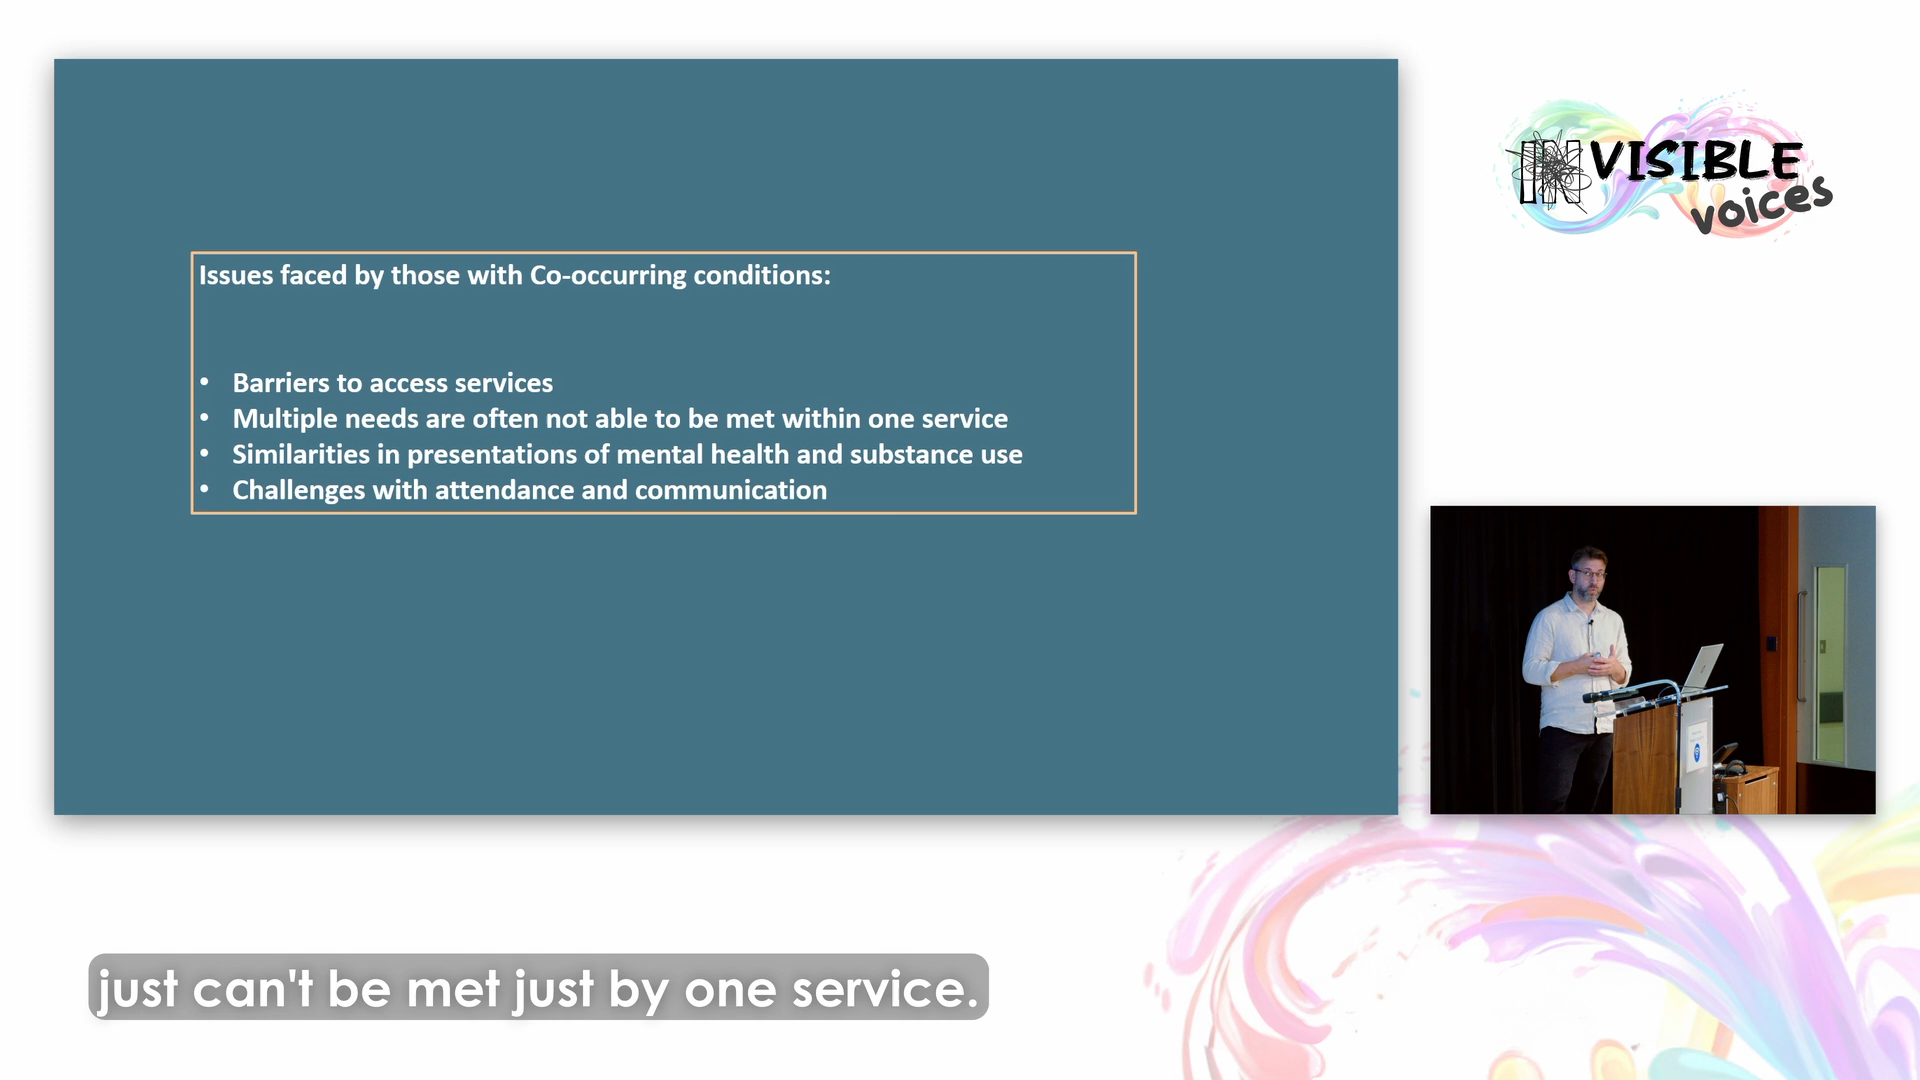 INVISIBLE
voices
Issues faced by those with Co-occurring conditions:
• Barriers to access services
• Multiple needs are often not able to be met within one service
• Similarities in presentations of mental health and substance use
• Challenges with attendance and communication
just can't be met just by one service.